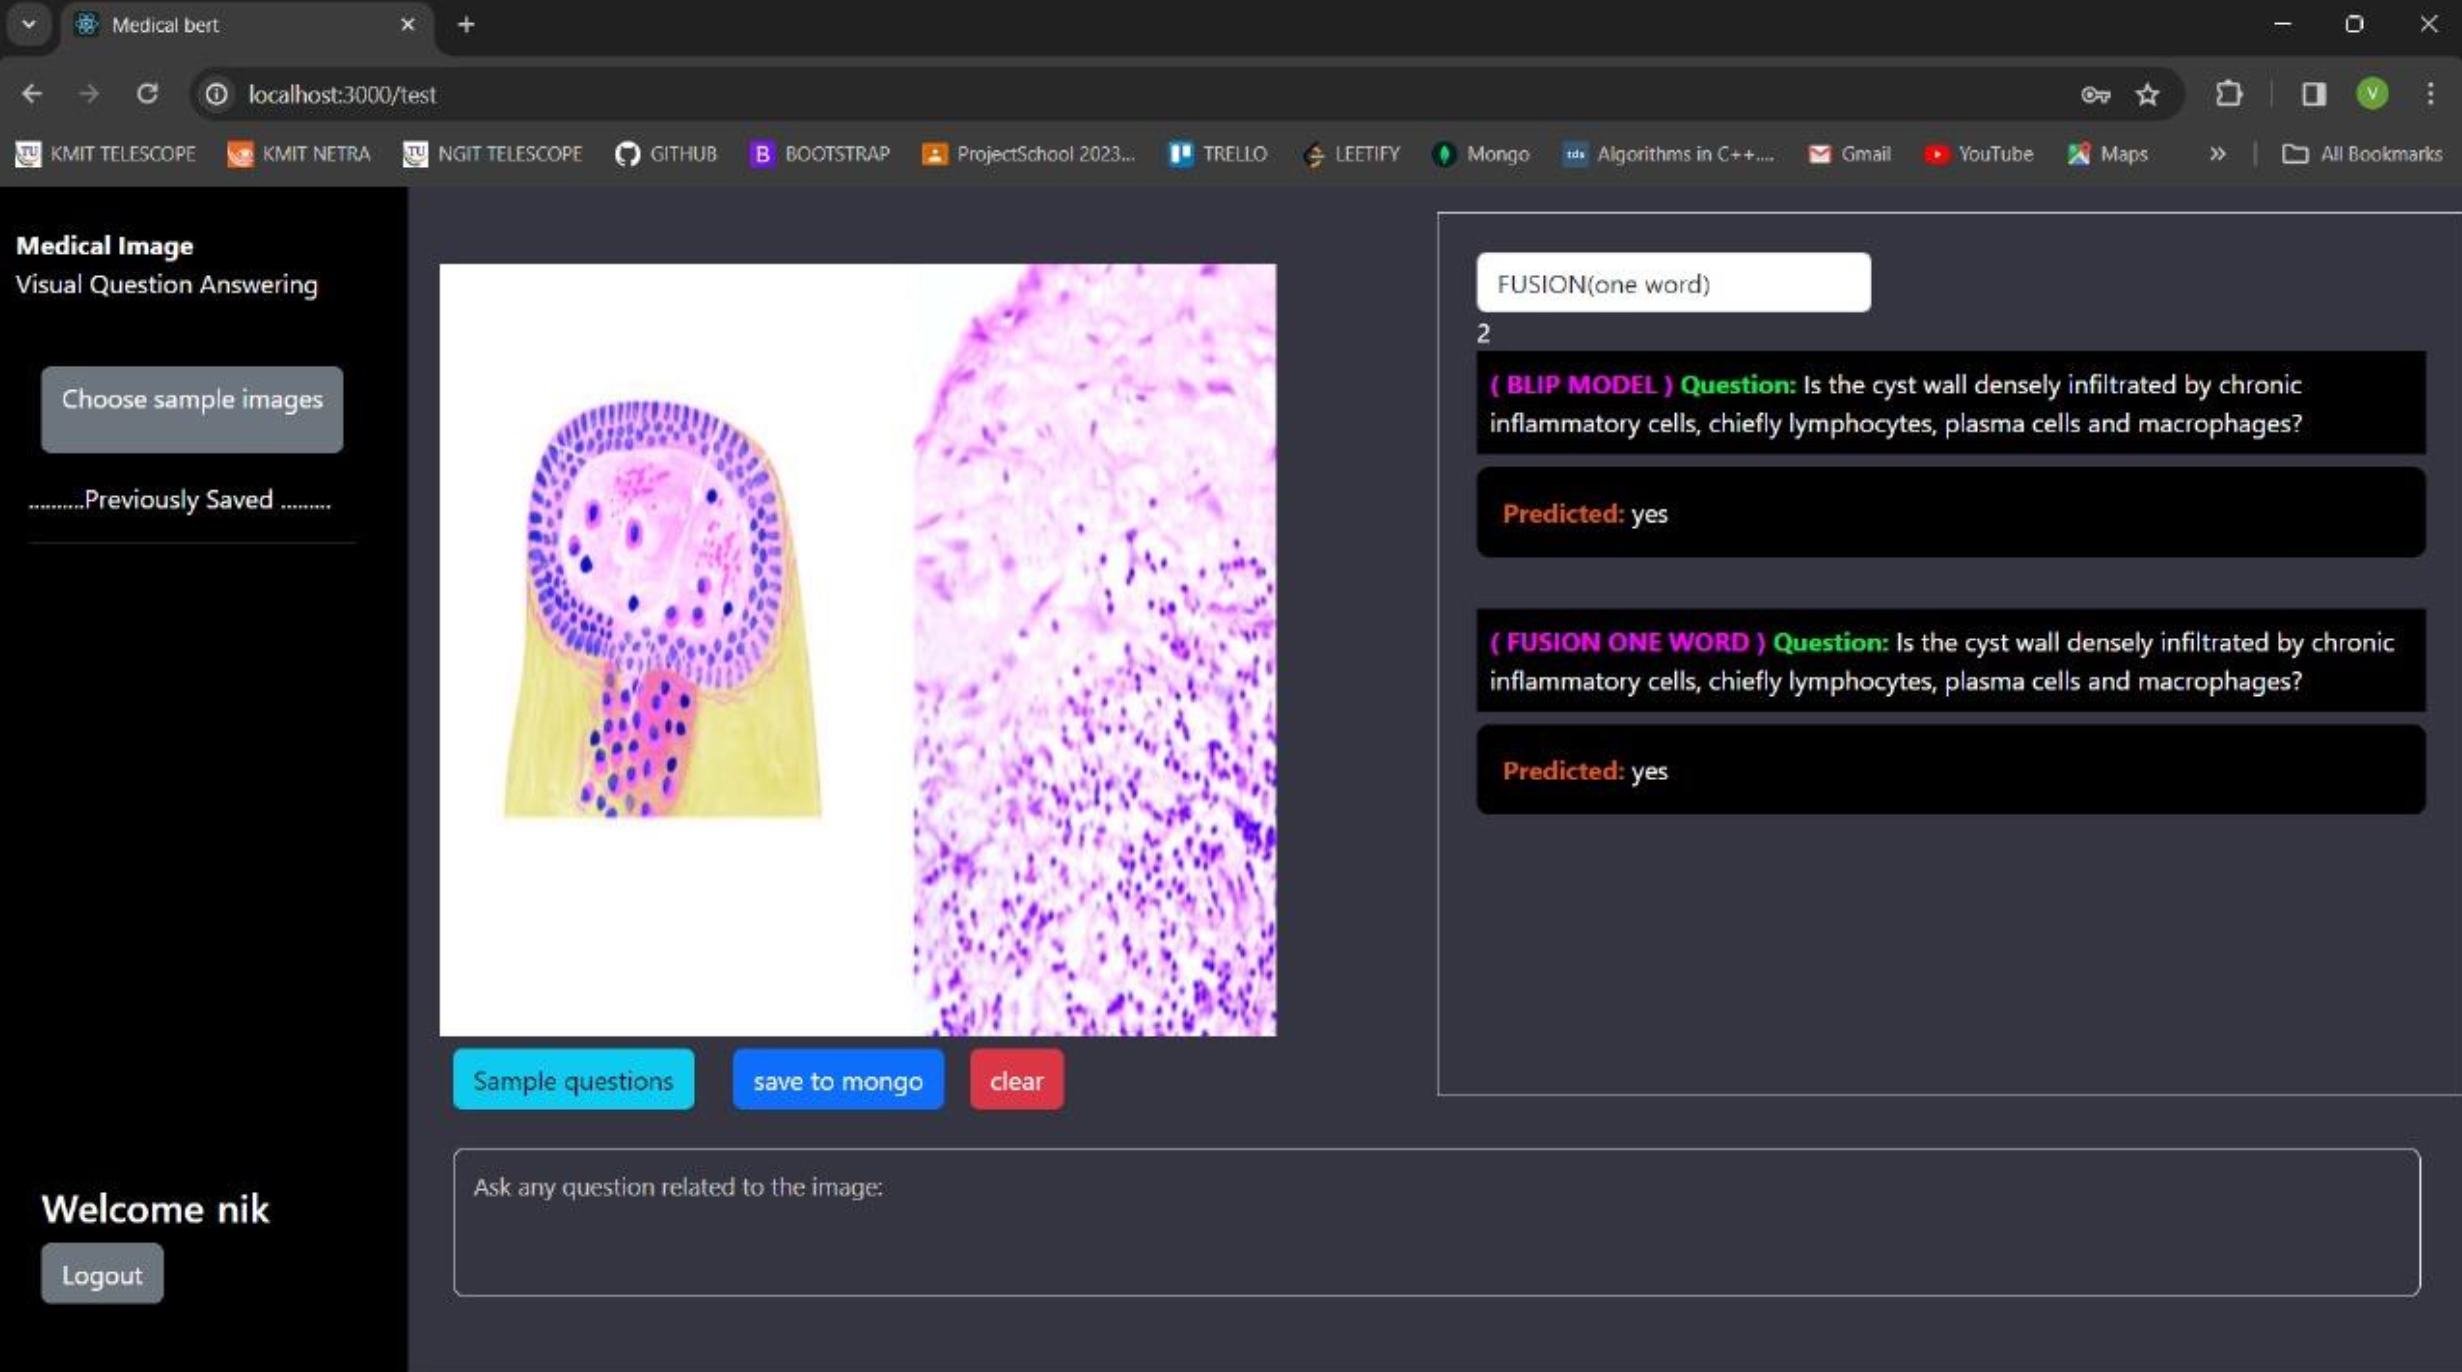 Medical bert
localhost:3000/test
V
KMIT TELESCOPE
KMIT NETRA
NGIT TELESCOPE
GITHUB
B BOOTSTRAP
ProjectSchool 2023...
TRELLO
LEETIFY
Mongo
tds Algorithms in C++....
Gmail
YouTube
Maps
All Bookmarks
Medical Image
Visual Question Answering
Choose sample images
..........Previously Saved .........
Welcome nik
Logout
Sample questions
save to mongo
clear
FUSION(one word)
2
( BLIP MODEL ) Question: Is the cyst wall densely infiltrated by chronic
inflammatory cells, chiefly lymphocytes, plasma cells and macrophages?
Predicted: yes
( FUSION ONE WORD ) Question: Is the cyst wall densely infiltrated by chronic
inflammatory cells, chiefly lymphocytes, plasma cells and macrophages?
Predicted: yes
Ask any question related to the image: